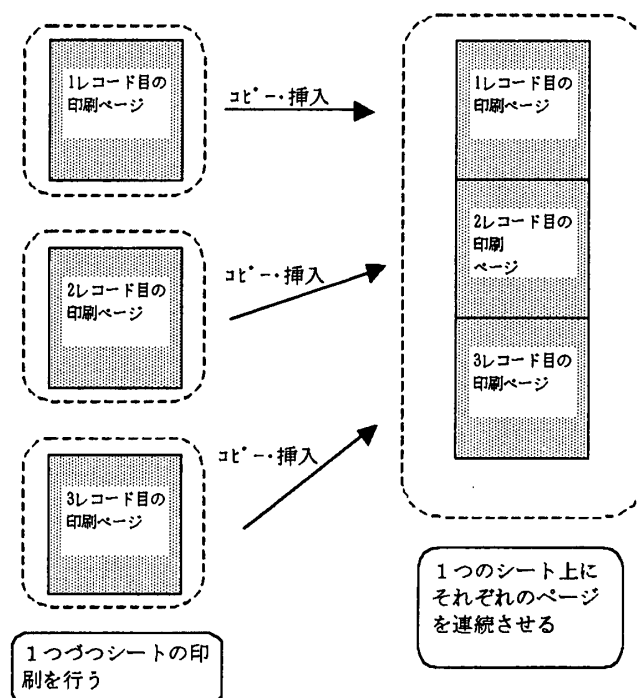 1レコード目の
印刷ページ
コピー・挿入
1レコード目の
印刷ページ
2レコード目の
印刷ページ
コピー・挿入
2レコード目の
印刷
ページ
3レコード目の
印刷ページ
コピー・挿入
3レコード目の
印刷ページ
1つづつシートの印
刷を行う
1つのシート上に
それぞれのページ
を連続させる